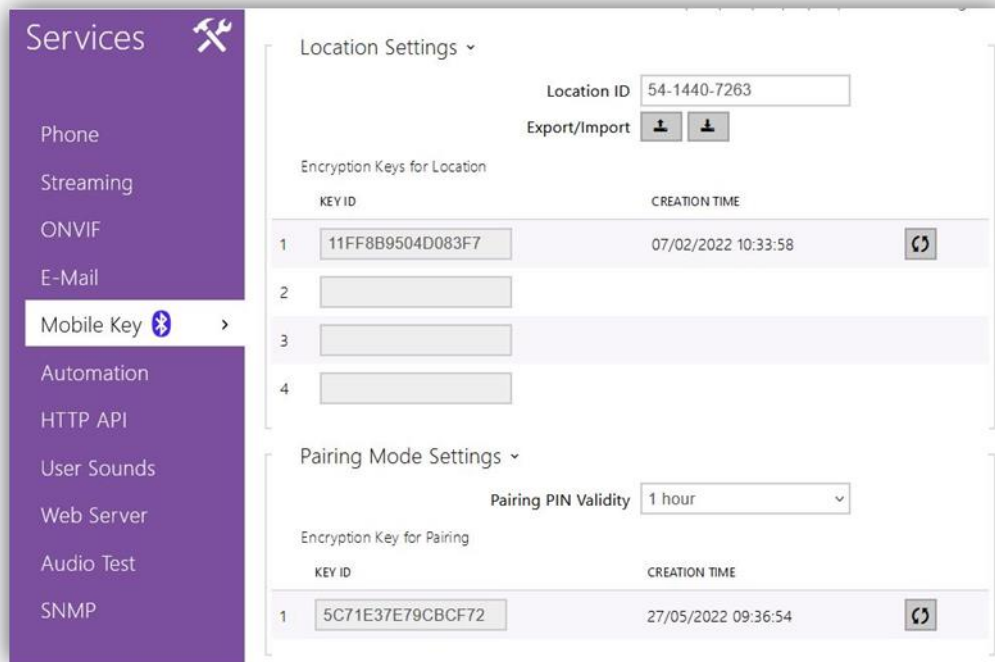 Services
Phone
Streaming
ONVIF
E-Mail
Mobile Key
Automation
HTTP API
User Sounds
Web Server
Audio Test
SNMP
Location Settings
Location ID 54-1440-7263
Export/Import
Encryption Keys for Location
KEY ID CREATION TIME
1 11FF8B9504D083F7 07/02/2022 10:33:58
2
3
4
Pairing Mode Settings
Pairing PIN Validity 1 hour
Encryption Key for Pairing
KEY ID CREATION TIME
1 5C71E37E79CBCF72 27/05/2022 09:36:54